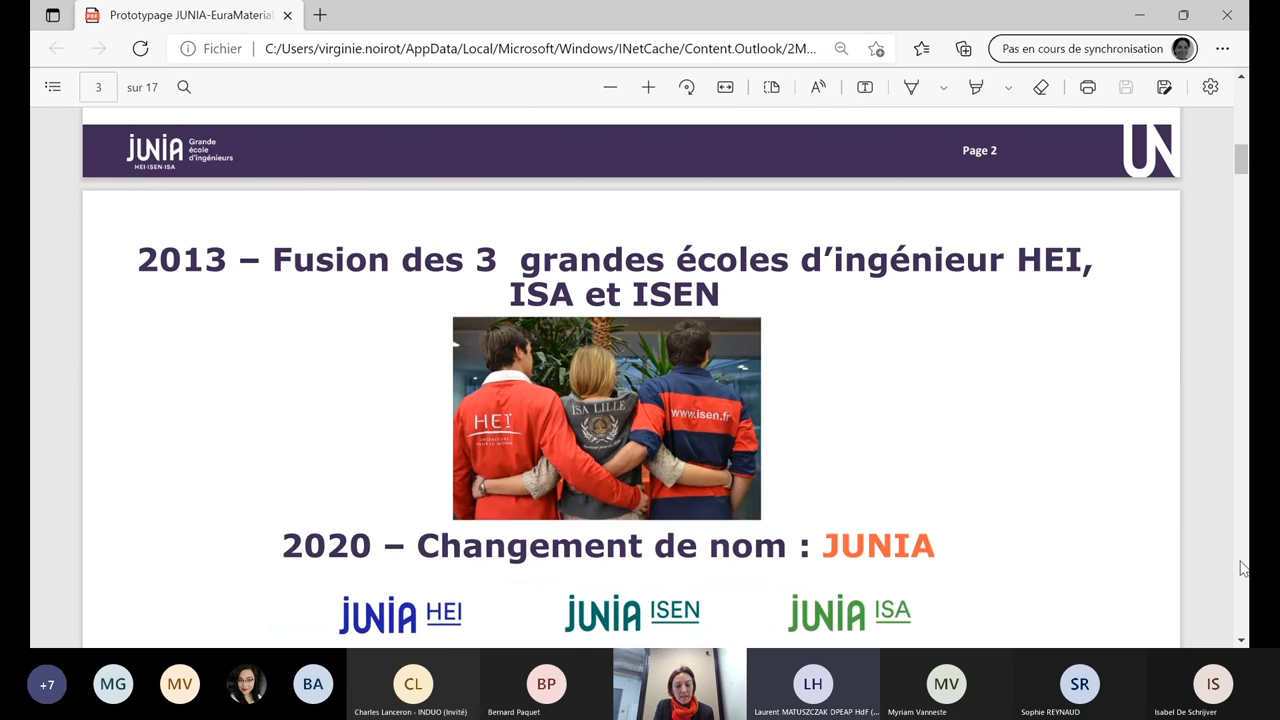 Prototypage JUNIA-EuraMaterial
Fichier
C:/Users/virginie.noirot/AppData/Local/Microsoft/Windows/INetCache/Content.Outlook/2M...
Pas en cours de synchronisation
3
sur 17
JUNIA
Grande
école
d'ingénieurs
HEI·ISEN·ISA
Page 2
UN
2013 – Fusion des 3 grandes écoles d'ingénieur HEI,
ISA et ISEN
HEI
ISA LILLE
www.isen.fr
2020 – Changement de nom : JUNIA
JUNIA HEI
JUNIA ISEN
JUNIA ISA
+7
MG
MV
BA
CL
Charles Lanceron - INDUO (Invité)
BP
Bernard Paquet
LH
Laurent MATUSZCZAK DPEAP HdF (...
MV
Myriam Vanneste
SR
Sophie REYNAUD
IS
Isabel De Schrijver